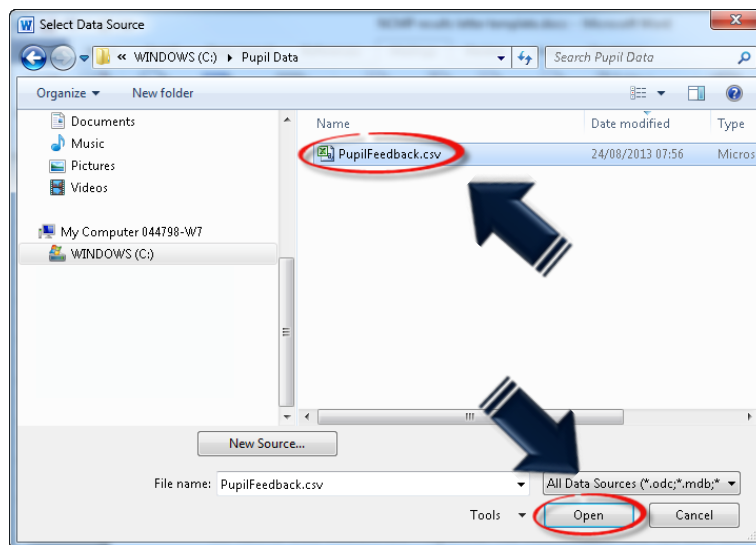 Select Data Source
« WINDOWS (C:) ▸ Pupil Data
Search Pupil Data
Organize
New folder
Documents
Music
Pictures
Videos
My Computer 044798-W7
WINDOWS (C:)
Name
Date modified
Type
PupilFeedback.csv
24/08/2013 07:56
Micros
New Source...
File name:
PupilFeedback.csv
All Data Sources (*.odc;*.mdb;*
Tools
Open
Cancel